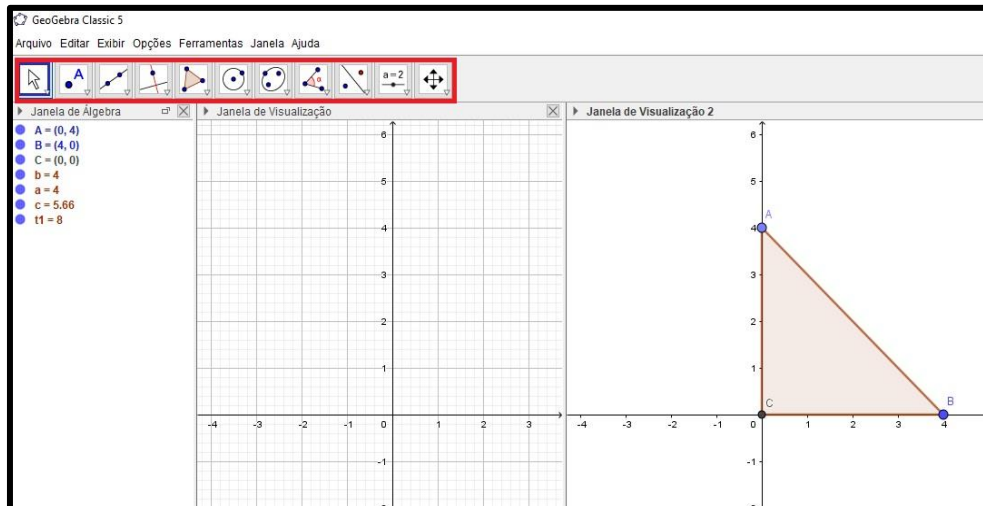 GeoGebra Classic 5
Arquivo Editar Exibir Opções Ferramentas Janela Ajuda
A
α
a = 2
Janela de Álgebra
A = (0, 4)
B = (4, 0)
C = (0, 0)
b = 4
a = 4
c = 5.66
t1 = 8
Janela de Visualização
6
5
4
3
2
1
-4 -3 -2 -1 0 1 2 3
-1
Janela de Visualização 2
6
5
A
4
3
2
1
C
B
-4 -3 -2 -1 0 1 2 3 4
-1